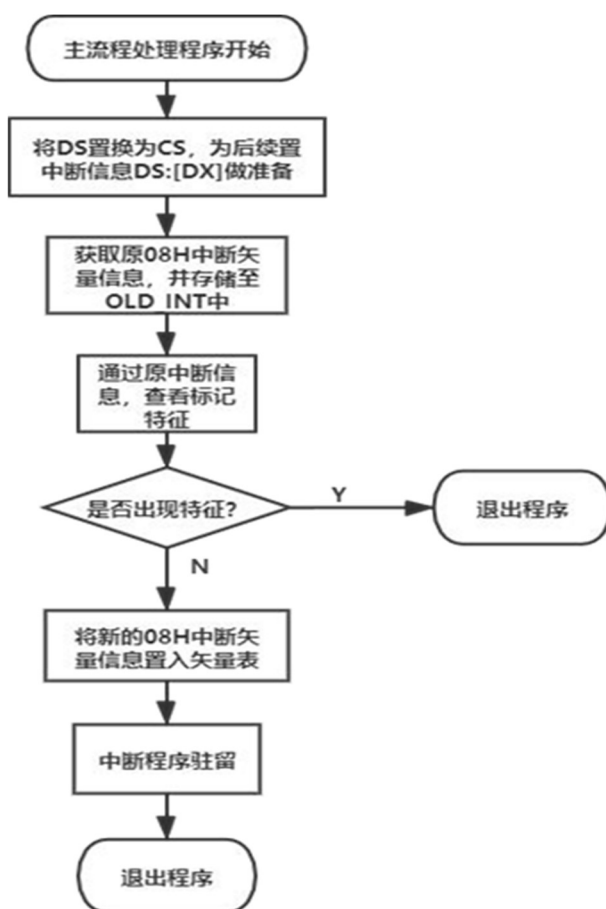 主流程处理程序开始
将DS置换为CS，为后续置
中断信息DS:[DX]做准备
获取原08H中断矢
量信息，并存储至
OLD_INT中
通过原中断信
息，查看标记
特征
是否出现特征？
Y
退出程序
N
将新的08H中断矢
量信息置入矢量表
中断程序驻留
退出程序